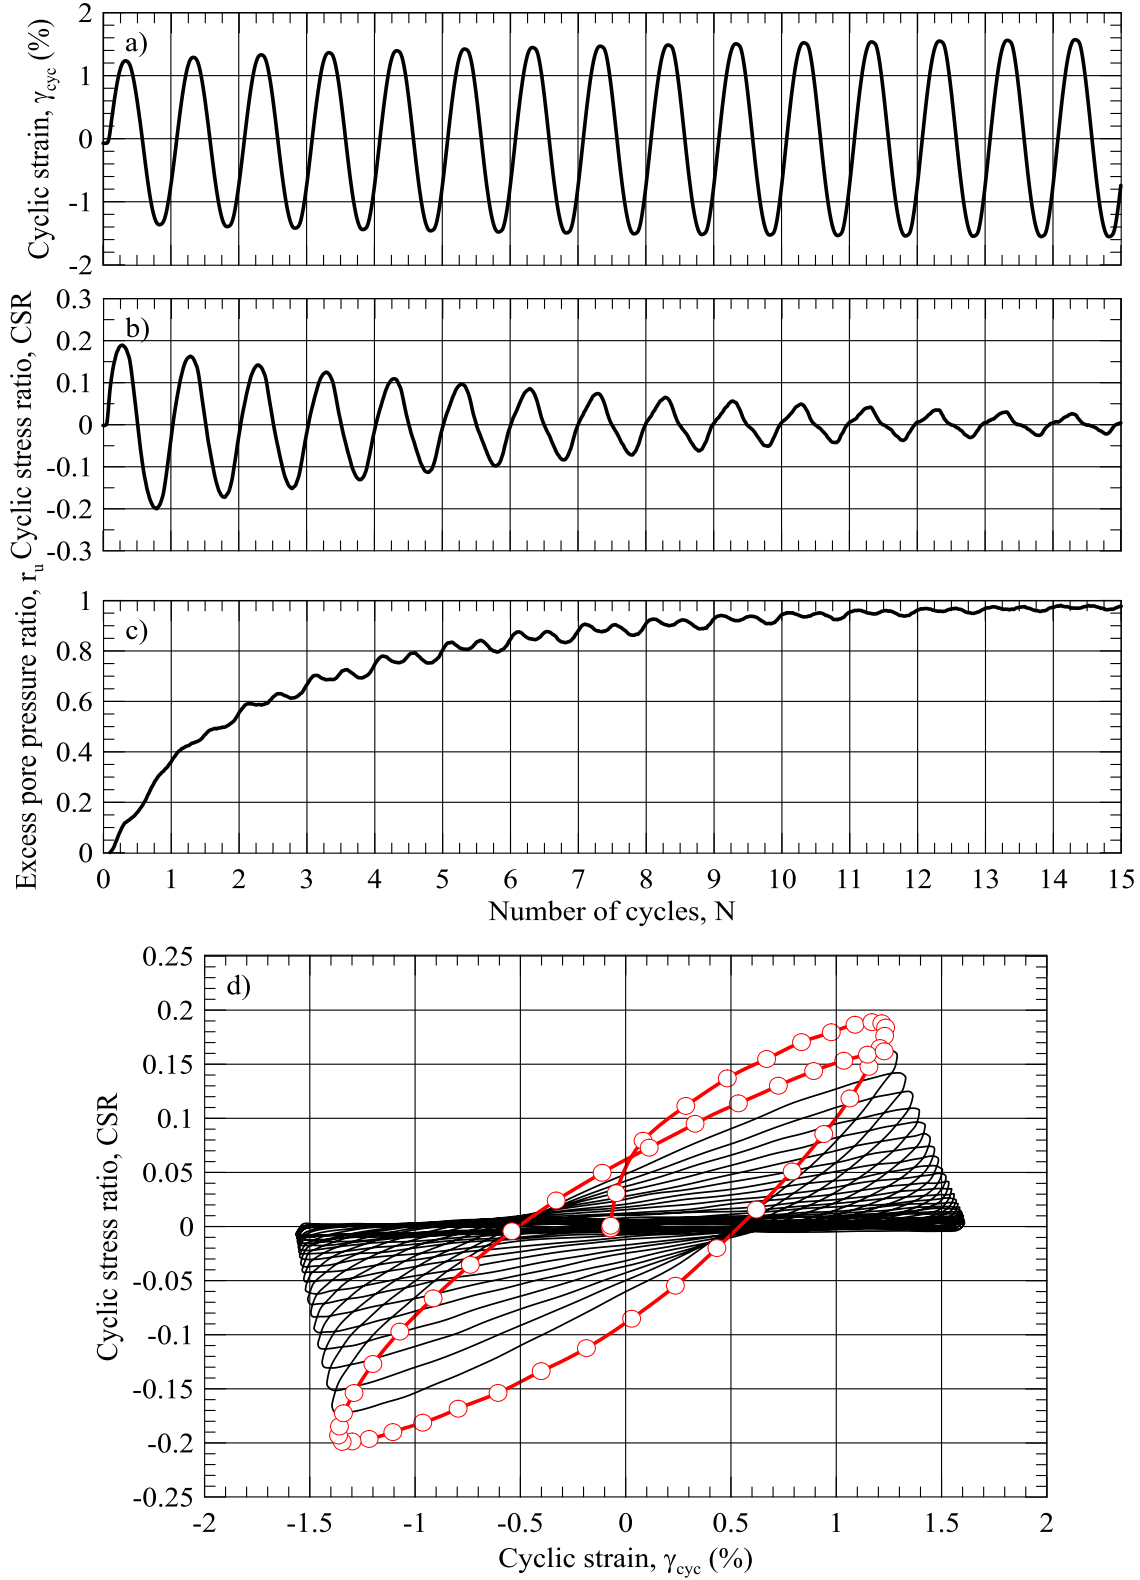 Cyclic strain, γcyc (%)
a)
2
1
0
-1
-2
Cyclic stress ratio, CSR
b)
0.3
0.2
0.1
0
-0.1
-0.2
-0.3
Excess pore pressure ratio, ru
c)
1
0.8
0.6
0.4
0.2
0
0 1 2 3 4 5 6 7 8 9 10 11 12 13 14 15
Number of cycles, N
Cyclic stress ratio, CSR
d)
0.25
0.2
0.15
0.1
0.05
0
-0.05
-0.1
-0.15
-0.2
-0.25
-2 -1.5 -1 -0.5 0 0.5 1 1.5 2
Cyclic strain, γcyc (%)